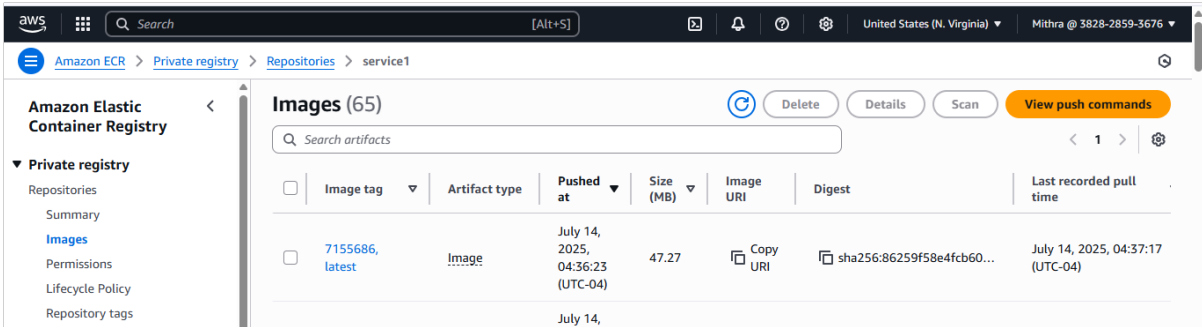 aws
Search [Alt+S]
United States (N. Virginia) ▼
Mithra @ 3828-2859-3676 ▼
Amazon ECR > Private registry > Repositories > service1
Amazon Elastic
Container Registry
Private registry
Repositories
Summary
Images
Permissions
Lifecycle Policy
Repository tags
Images (65)
Delete
Details
Scan
View push commands
Search artifacts
1
Image tag
Artifact type
Pushed
at
Size
(MB)
Image
URI
Digest
Last recorded pull
time
7155686,
latest
Image
July 14,
2025,
04:36:23
(UTC-04)
47.27
Copy
URI
sha256:86259f58e4fcb60...
July 14, 2025, 04:37:17
(UTC-04)
July 14,